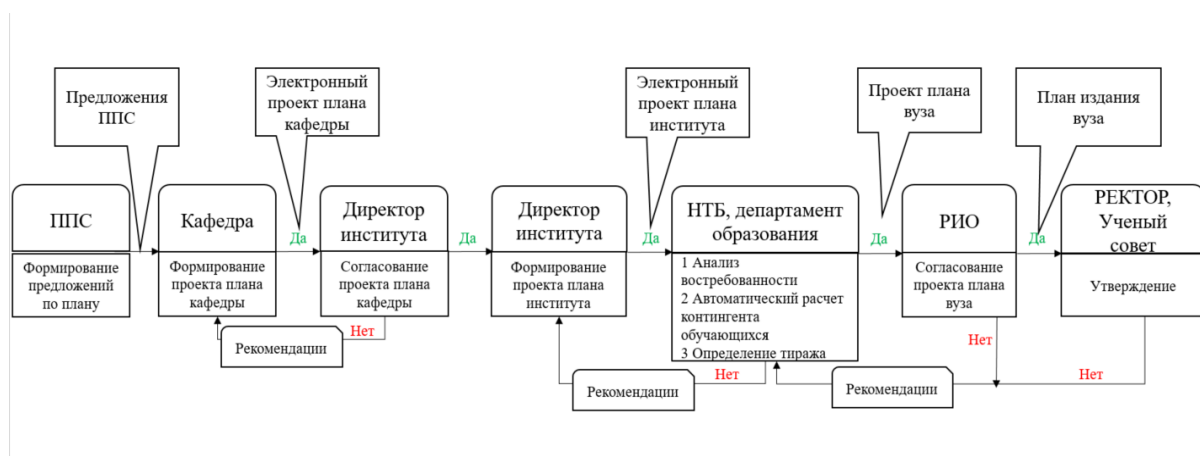 Предложения
ППС
Электронный
проект плана
кафедры
Электронный
проект плана
института
Проект плана
вуза
План издания
вуза
ППС
Формирование
предложений
по плану
Кафедра
Формирование
проекта плана
кафедры
Да
Директор
института
Согласование
проекта плана
кафедры
Да
Директор
института
Формирование
проекта плана
института
Да
НТБ, департамент
образования
1 Анализ
востребованности
2 Автоматический расчет
контингента
обучающихся
3 Определение тиража
Да
РИО
Согласование
проекта плана
вуза
Да
РЕКТОР,
Ученый
совет
Утверждение
Рекомендации
Нет
Рекомендации
Нет
Рекомендации
Нет
Нет